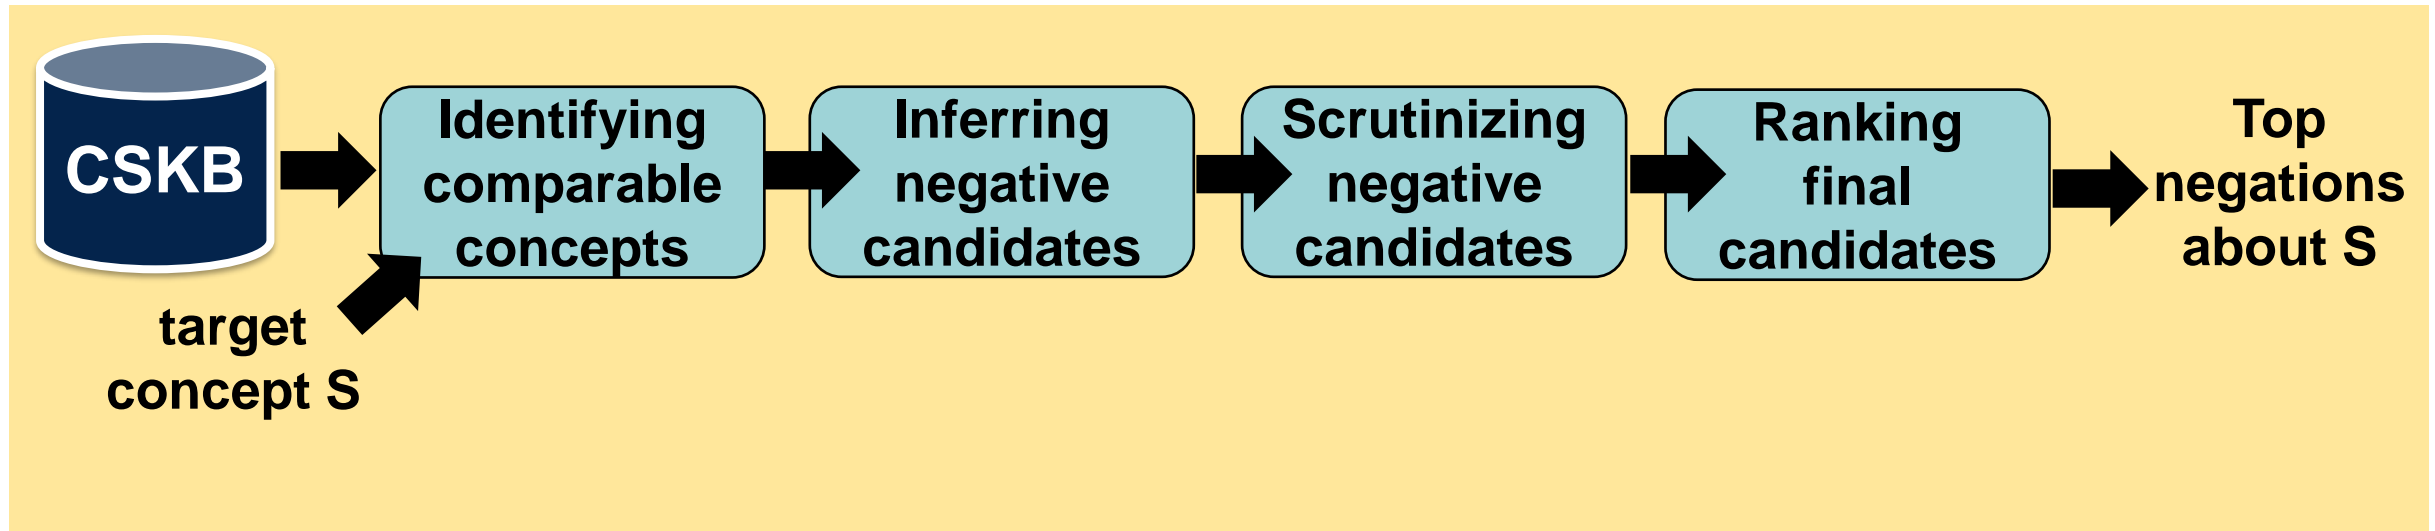 CSKB
target
concept S
Identifying
comparable
concepts
Inferring
negative
candidates
Scrutinizing
negative
candidates
Ranking
final
candidates
Top
negations
about S